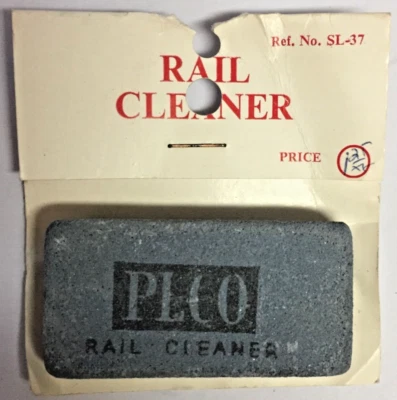 Ref. No. SL-37
RAIL
CLEANER
PRICE
PECO
RAIL CLEANER